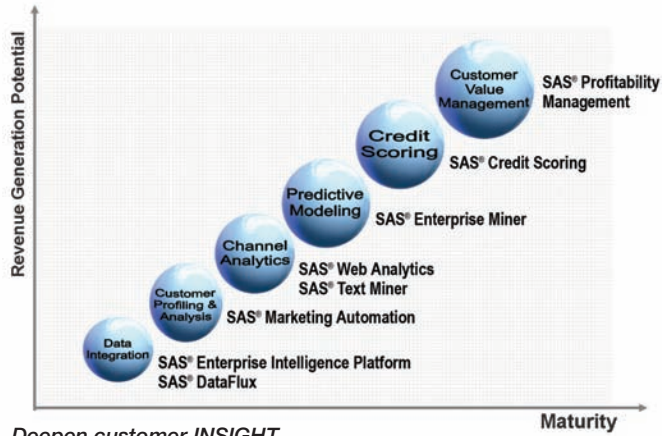 Revenue Generation Potential
Customer
Value
Management
SAS® Profitability
Management
Credit
Scoring
SAS® Credit Scoring
Predictive
Modeling
SAS® Enterprise Miner
Channel
Analytics
SAS® Web Analytics
SAS® Text Miner
Customer
Profiling &
Analysis
SAS® Marketing Automation
Data
Integration
SAS® Enterprise Intelligence Platform
SAS® DataFlux
Maturity
Deepen customer INSIGHT